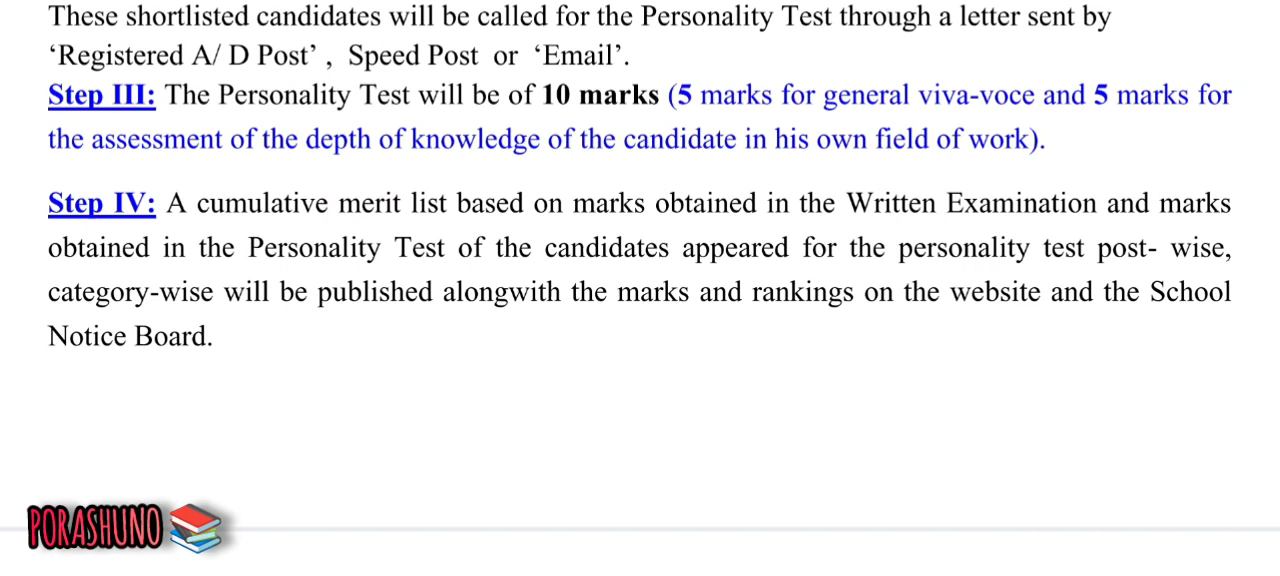 These shortlisted candidates will be called for the Personality Test through a letter sent by
‘Registered A/ D Post’ , Speed Post or ‘Email’.
Step III: The Personality Test will be of 10 marks (5 marks for general viva-voce and 5 marks for
the assessment of the depth of knowledge of the candidate in his own field of work).
Step IV: A cumulative merit list based on marks obtained in the Written Examination and marks
obtained in the Personality Test of the candidates appeared for the personality test post- wise,
category-wise will be published alongwith the marks and rankings on the website and the School
Notice Board.
PORASHUNO